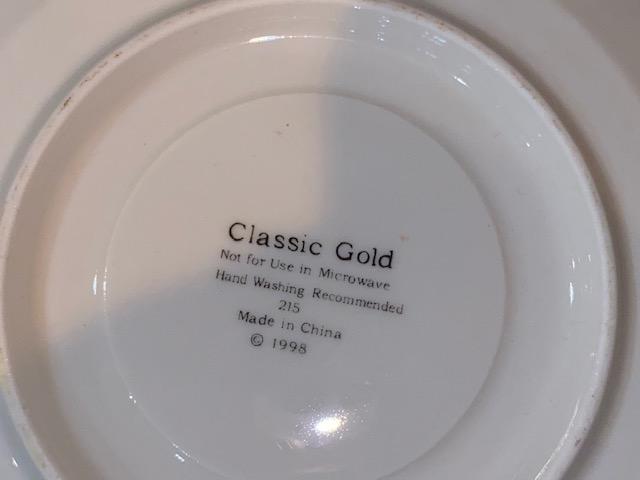 Classic Gold
Not for Use in Microwave
Hand Washing Recommended
215
Made in China
© 1998